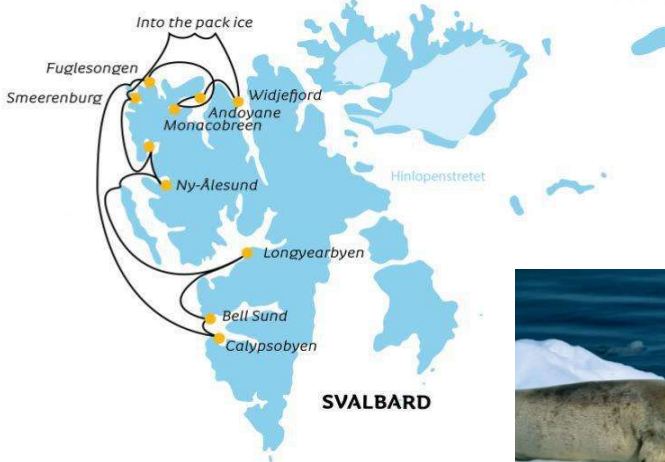 Into the pack ice
Fuglesongen
Smeerenburg
Widjefjord
Andoyane
Monacobreen
Hinlopenstretet
Ny-Ålesund
Longyearbyen
Bell Sund
Calypsobyen
SVALBARD